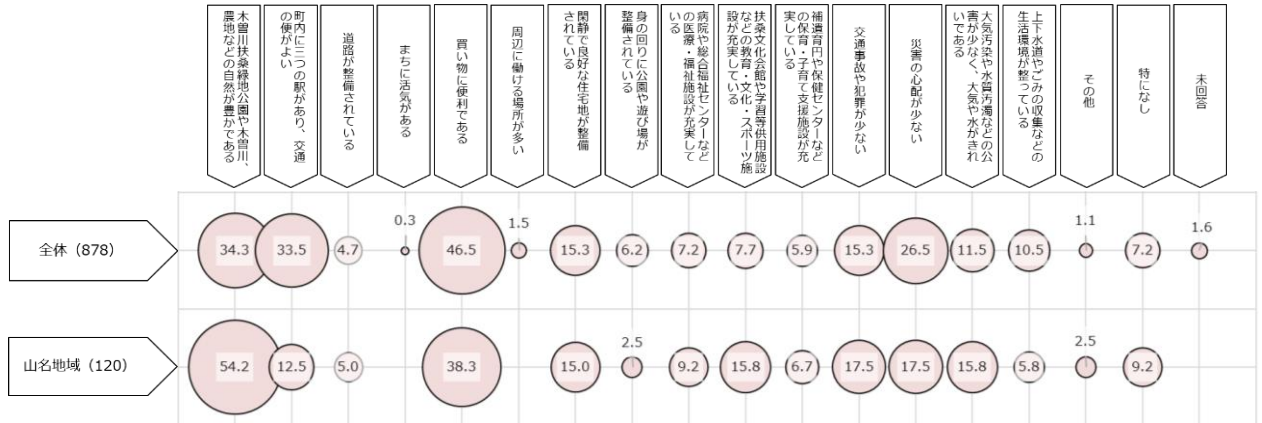 木曽川扶桑緑地公園や木曽川、
農地などの自然が豊かである
町内に三つの駅があり、交通
の便がよい
道路が整備されている
まちに活気がある
買い物に便利である
周辺に働ける場所が多い
閑静で良好な住宅地が整備
されている
身の回りに公園や遊び場が
整備されている
病院や総合福祉センターなど
の医療・福祉施設が充実して
いる
扶桑文化会館や学習等供用施設
などの教育・文化・スポーツ施
設が充実している
補遺育円や保健センターなど
の保育・子育て支援施設が充
実している
交通事故や犯罪が少ない
災害の心配が少ない
大気汚染や水質汚濁などの公
害が少なく、大気や水がきれ
いである
上下水道やごみの収集などの
生活環境が整っている
その他
特になし
未回答
全体（878）
34.3 33.5 4.7 0.3 46.5 1.5 15.3 6.2 7.2 7.7 5.9 15.3 26.5 11.5 10.5 1.1 7.2 1.6
山名地域（120）
54.2 12.5 5.0 38.3 15.0 2.5 9.2 15.8 6.7 17.5 17.5 15.8 5.8 2.5 9.2